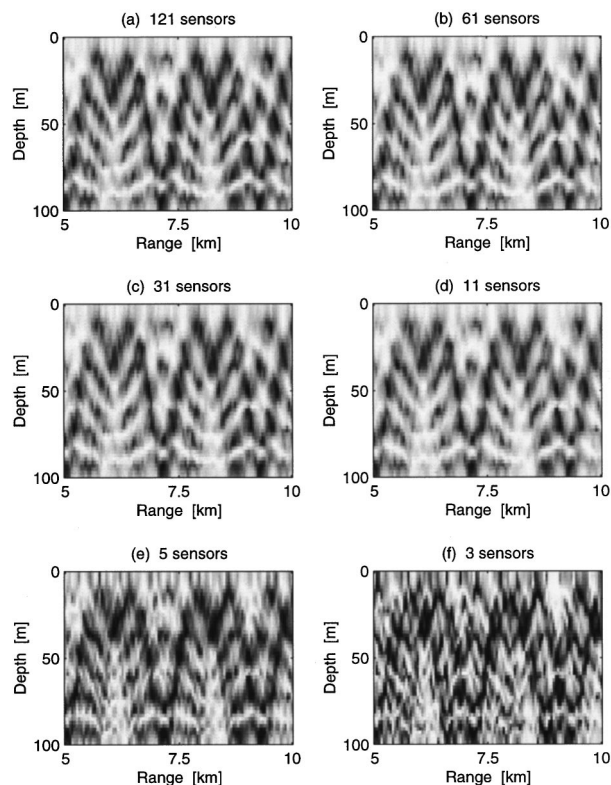 (a) 121 sensors
0
50
100
Depth [m]
5
7.5
10
Range [km]
(b) 61 sensors
0
50
100
Depth [m]
5
7.5
10
Range [km]
(c) 31 sensors
0
50
100
Depth [m]
5
7.5
10
Range [km]
(d) 11 sensors
0
50
100
Depth [m]
5
7.5
10
Range [km]
(e) 5 sensors
0
50
100
Depth [m]
5
7.5
10
Range [km]
(f) 3 sensors
0
50
100
Depth [m]
5
7.5
10
Range [km]